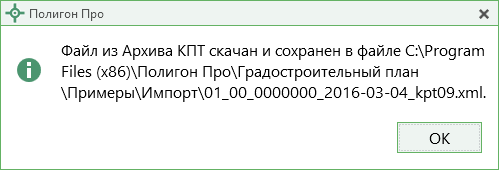 Полигон Про
Файл из Архива КПТ скачан и сохранен в файле C:\Program
Files (x86)\Полигон Про\Градостроительный план
\Примеры\Импорт\01_00_0000000_2016-03-04_kpt09.xml.
ОК